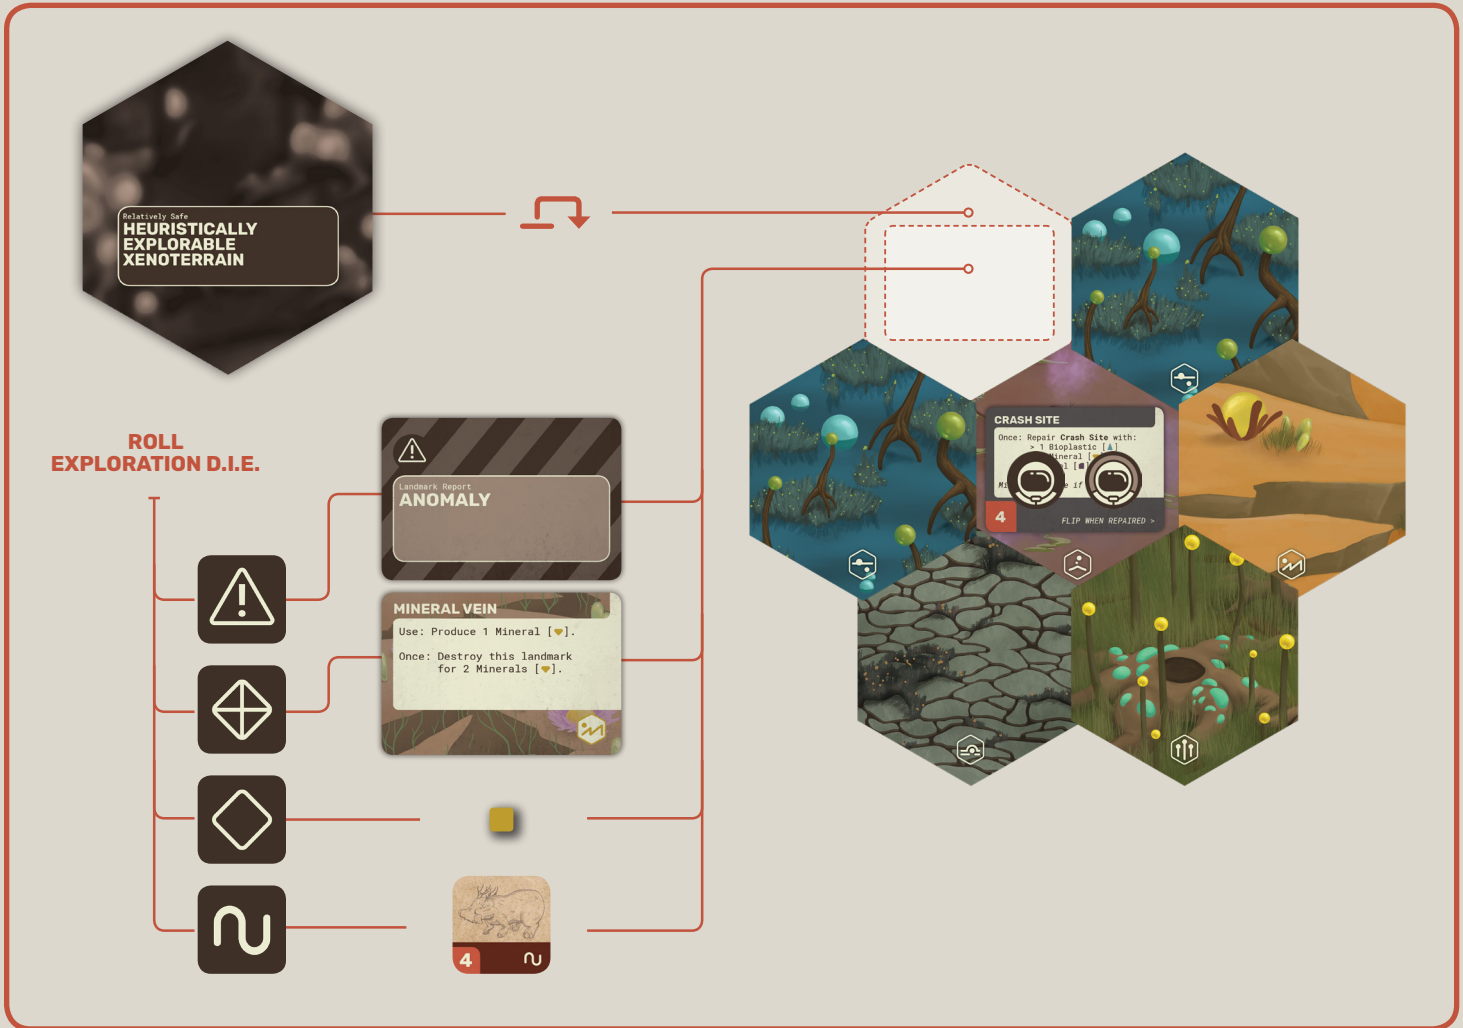 Relatively Safe
HEURISTICALLY
EXPLORABLE
XENOTERRAIN
ROLL
EXPLORATION D.I.E.
Landmark Report
ANOMALY
MINERAL VEIN
Use: Produce 1 Mineral [ ].
Once: Destroy this landmark
for 2 Minerals [ ].
4
CRASH SITE
Once: Repair Crash Site with:
> 1 Bioplastic [ ]
4
FLIP WHEN REPAIRED >